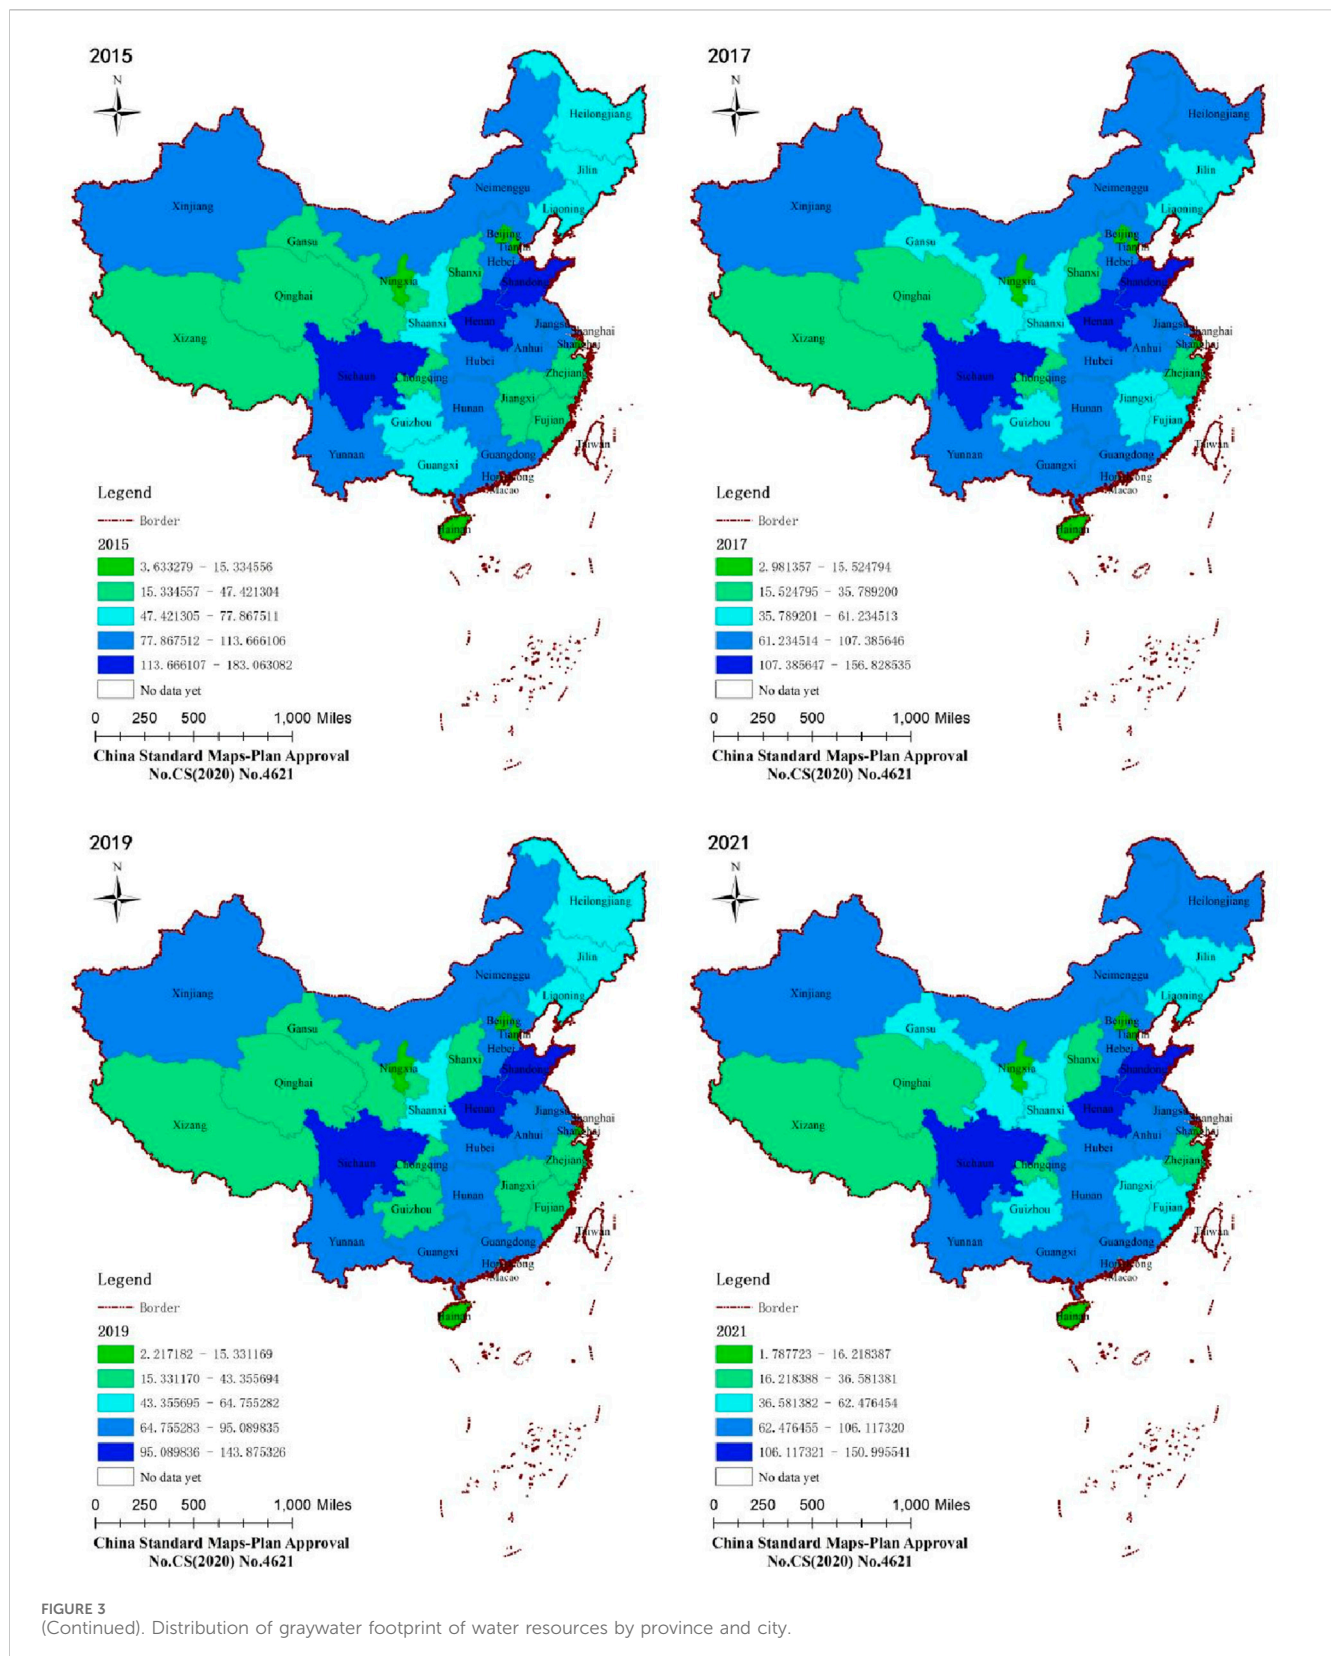 2015
N
Heilongjiang
Jilin
Liaoning
Neimenggu
Xinjiang
Gansu
Beijing
Tianjin
Hebei
Ningxia
Shanxi
Shandong
Qinghai
Shaanxi
Henan
Jiangsu
Shanghai
Shanghai
Xizang
Anhui
Hubei
Sichaun
Chongqing
Zhejiang
Jiangxi
Hunan
Guizhou
Fujian
Taiwan
Yunnan
Guangxi
Guangdong
Hongkong
Macao
Hainan
Legend
Border
2015
3.633279 - 15.334556
15.334557 - 47.421304
47.421305 - 77.867511
77.867512 - 113.666106
113.666107 - 183.063082
No data yet
0 250 500 1,000 Miles
China Standard Maps-Plan Approval
No.CS(2020) No.4621
2017
N
Heilongjiang
Jilin
Liaoning
Neimenggu
Xinjiang
Gansu
Beijing
Tianjin
Hebei
Ningxia
Shanxi
Shandong
Qinghai
Shaanxi
Henan
Jiangsu
Shanghai
Shanghai
Xizang
Anhui
Hubei
Sichaun
Chongqing
Zhejiang
Jiangxi
Hunan
Guizhou
Fujian
Taiwan
Yunnan
Guangxi
Guangdong
Hongkong
Macao
Hainan
Legend
Border
2017
2.981357 - 15.524794
15.524795 - 35.789200
35.789201 - 61.234513
61.234514 - 107.385646
107.385647 - 156.828535
No data yet
0 250 500 1,000 Miles
China Standard Maps-Plan Approval
No.CS(2020) No.4621
2019
N
Heilongjiang
Jilin
Liaoning
Neimenggu
Xinjiang
Gansu
Beijing
Tianjin
Hebei
Ningxia
Shanxi
Shandong
Qinghai
Shaanxi
Henan
Jiangsu
Shanghai
Shanghai
Xizang
Anhui
Hubei
Sichaun
Chongqing
Zhejiang
Jiangxi
Hunan
Guizhou
Fujian
Taiwan
Yunnan
Guangxi
Guangdong
Hongkong
Macao
Hainan
Legend
Border
2019
2.217182 - 15.331169
15.331170 - 43.355694
43.355695 - 64.755282
64.755283 - 95.089835
95.089836 - 143.875326
No data yet
0 250 500 1,000 Miles
China Standard Maps-Plan Approval
No.CS(2020) No.4621
2021
N
Heilongjiang
Jilin
Liaoning
Neimenggu
Xinjiang
Gansu
Beijing
Tianjin
Hebei
Ningxia
Shanxi
Shandong
Qinghai
Shaanxi
Henan
Jiangsu
Shanghai
Shanghai
Xizang
Anhui
Hubei
Sichaun
Chongqing
Zhejiang
Jiangxi
Hunan
Guizhou
Fujian
Taiwan
Yunnan
Guangxi
Guangdong
Hongkong
Macao
Hainan
Legend
Border
2021
1.787723 - 16.218387
16.218388 - 36.581381
36.581382 - 62.476454
62.476455 - 106.117320
106.117321 - 150.995541
No data yet
0 250 500 1,000 Miles
China Standard Maps-Plan Approval
No.CS(2020) No.4621
FIGURE 3
(Continued). Distribution of graywater footprint of water resources by province and city.